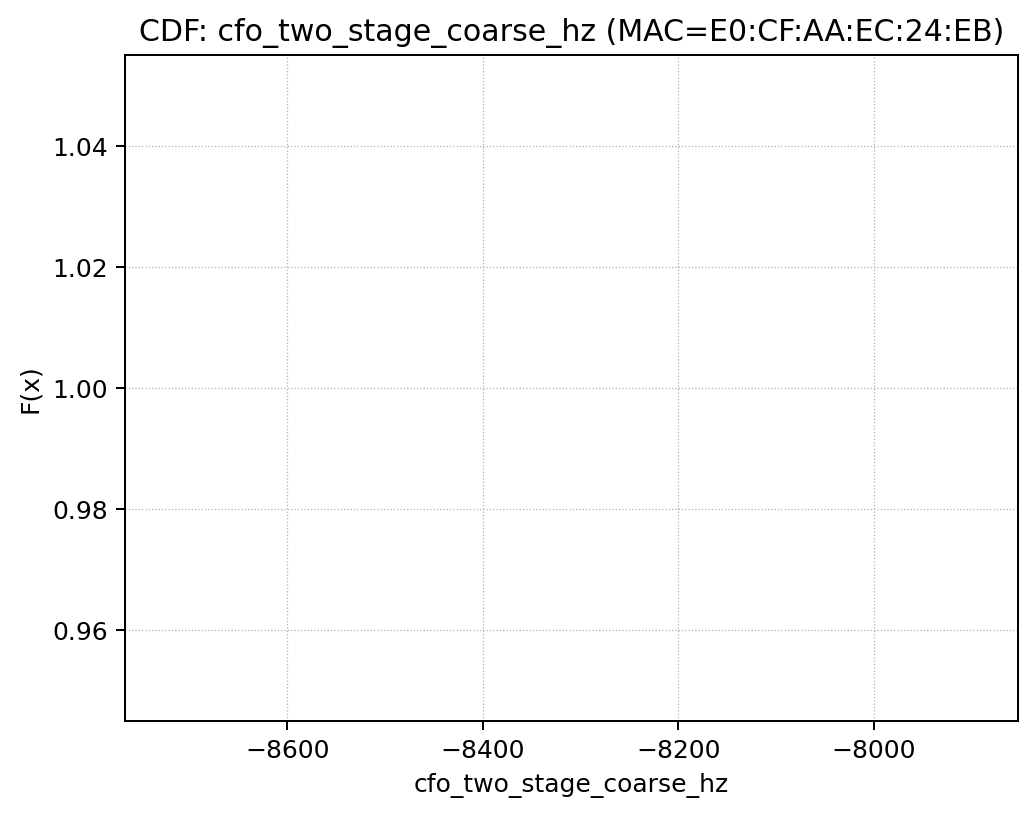 CDF: cfo_two_stage_coarse_hz (MAC=E0:CF:AA:EC:24:EB)
1.04
1.02
1.00
0.98
0.96
F(x)
−8600 −8400 −8200 −8000
cfo_two_stage_coarse_hz